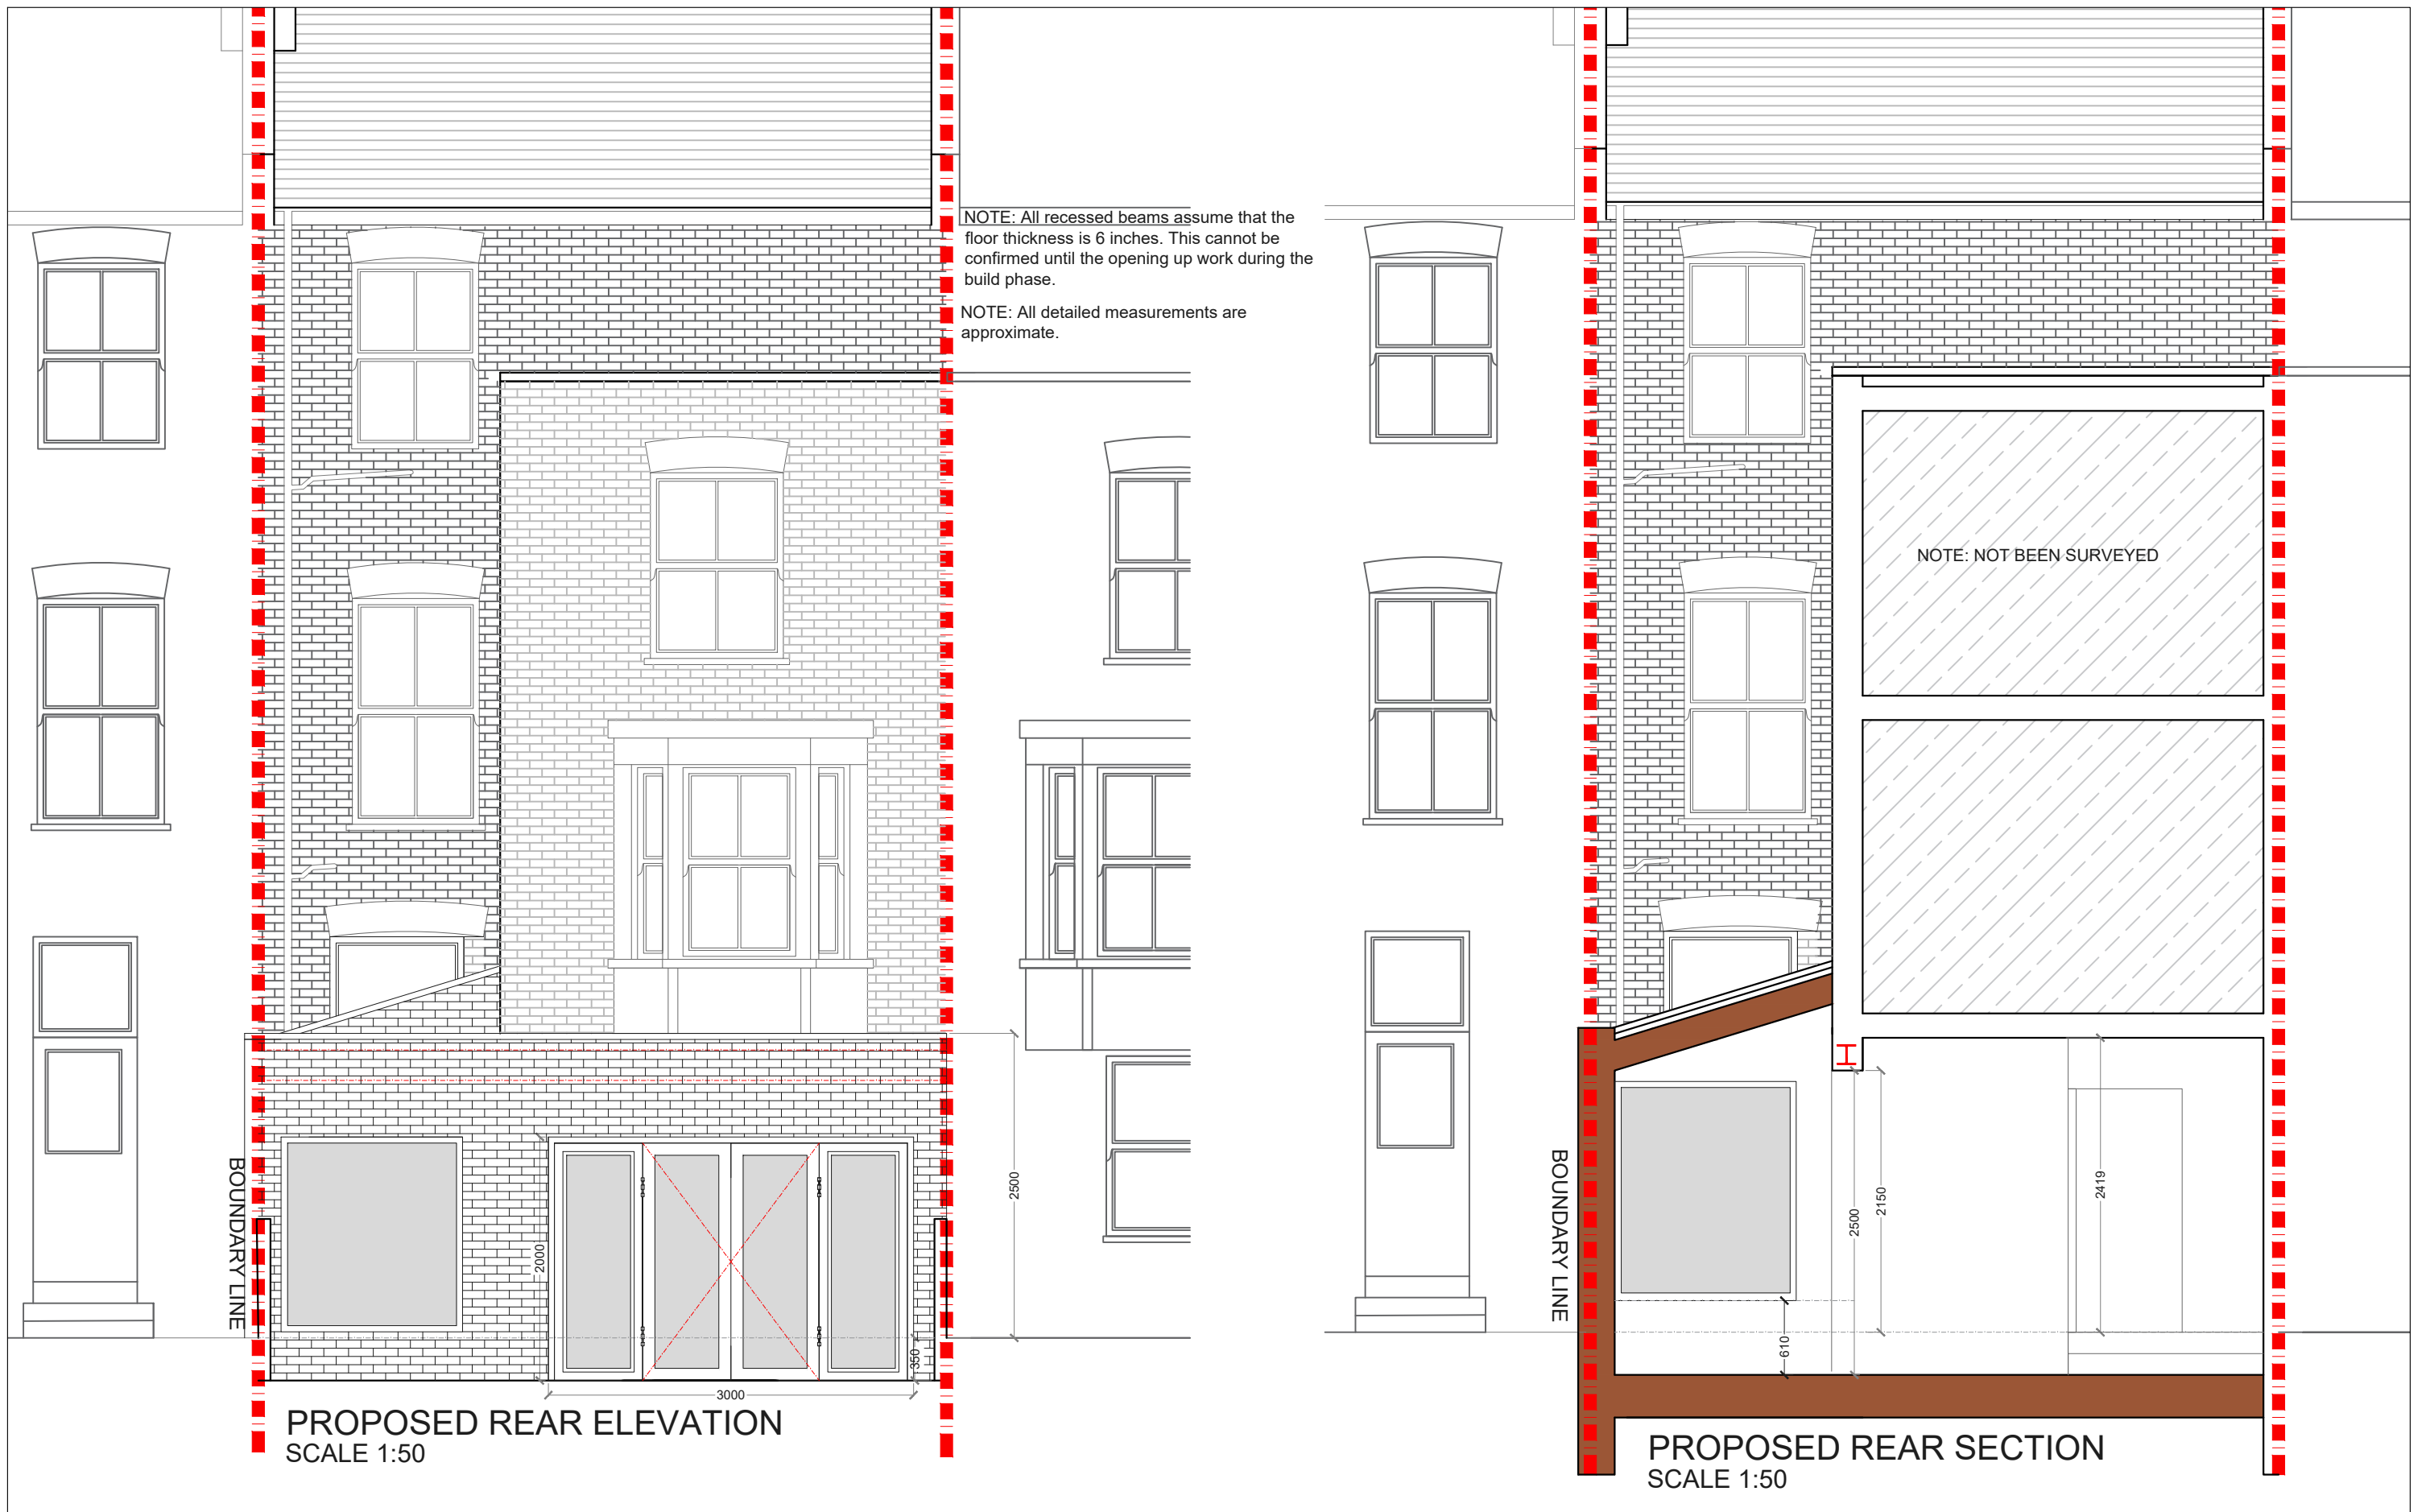 NOTE: All recessed beams assume that the
floor thickness is 6 inches. This cannot be
confirmed until the opening up work during the
build phase.
NOTE: All detailed measurements are
approximate.
BOUNDARY LINE
2000
3000
350
2500
PROPOSED REAR ELEVATION
SCALE 1:50
NOTE: NOT BEEN SURVEYED
BOUNDARY LINE
610
2500
2150
2419
PROPOSED REAR SECTION
SCALE 1:50